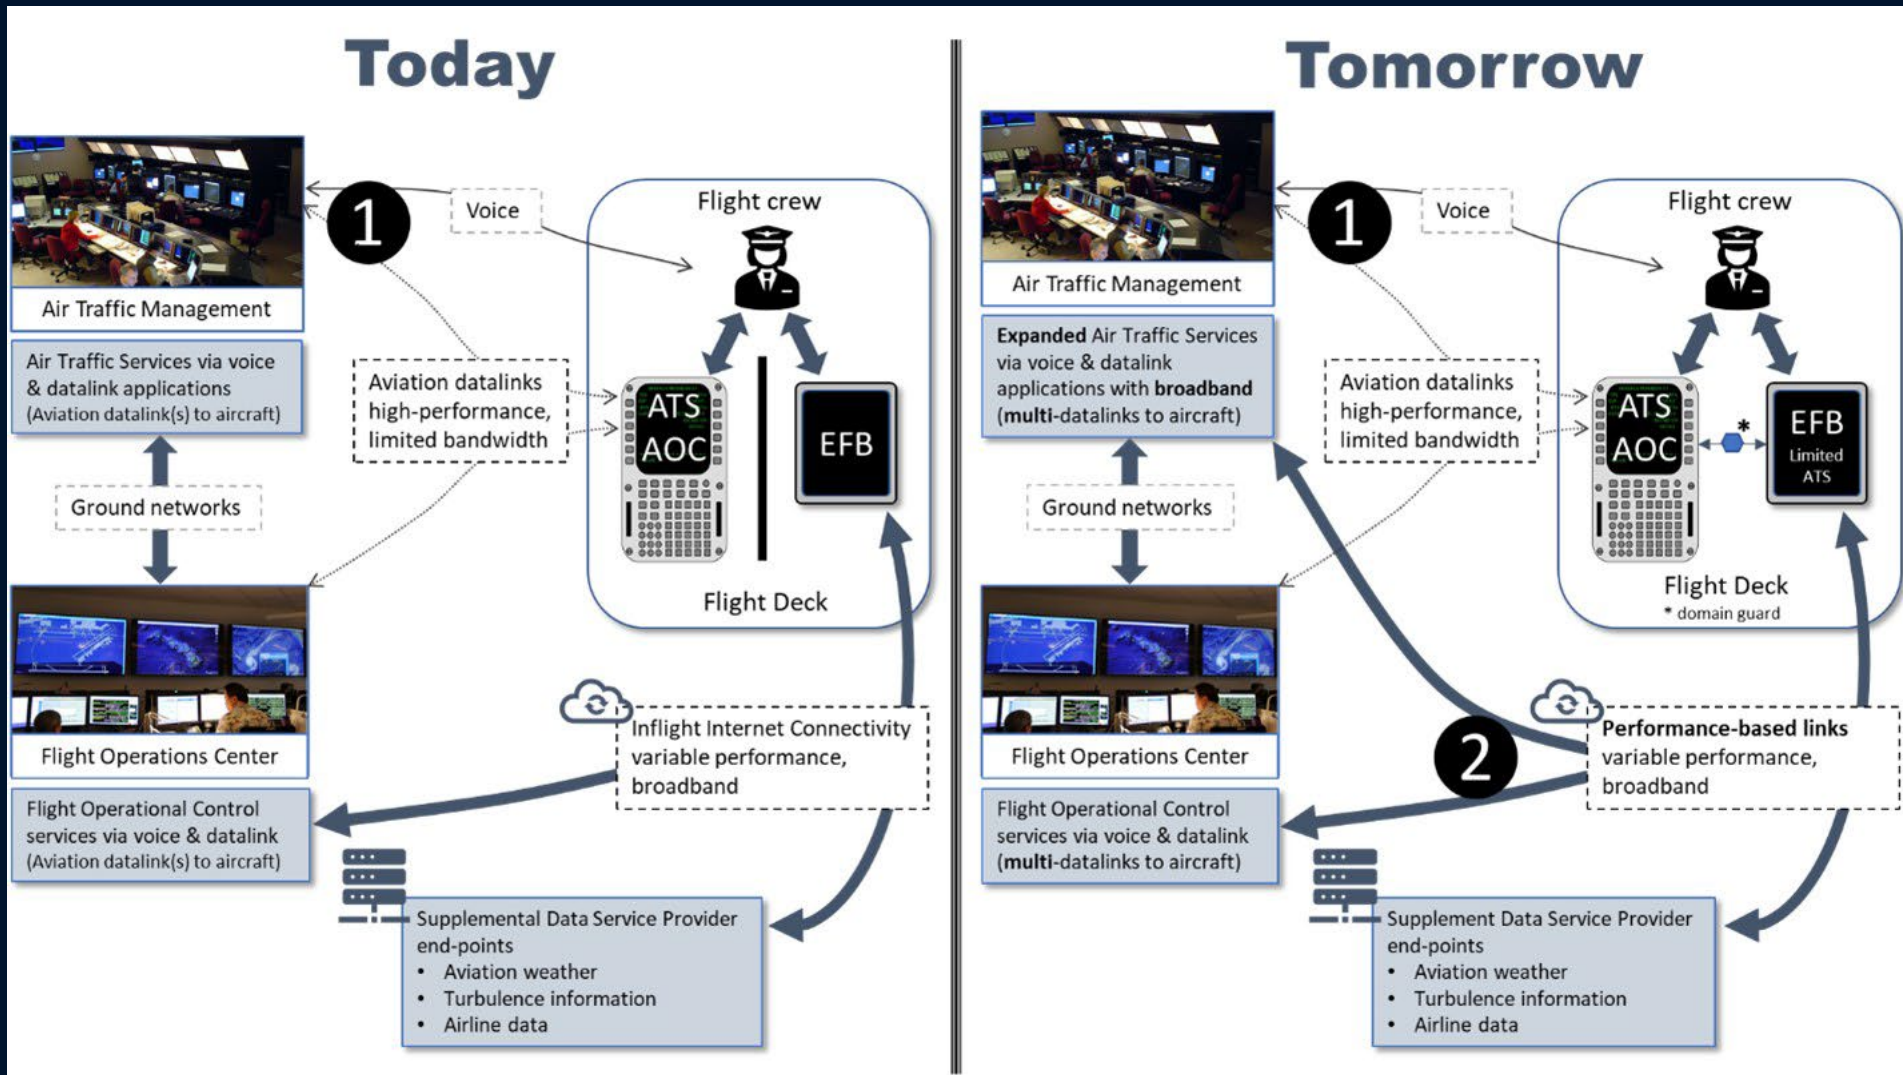 Today
1
Voice
Flight crew
Air Traffic Management
Air Traffic Services via voice
& datalink applications
(Aviation datalink(s) to aircraft)
Aviation datalinks
high-performance,
limited bandwidth
ATS
AOC
EFB
Ground networks
Flight Deck
Flight Operations Center
Inflight Internet Connectivity
variable performance,
broadband
Flight Operational Control
services via voice & datalink
(Aviation datalink(s) to aircraft)
Supplemental Data Service Provider
end-points
• Aviation weather
• Turbulence information
• Airline data
Tomorrow
1
Voice
Flight crew
Air Traffic Management
Expanded Air Traffic Services
via voice & datalink
applications with broadband
(multi-datalinks to aircraft)
Aviation datalinks
high-performance,
limited bandwidth
ATS
AOC
*
EFB
Limited
ATS
Ground networks
Flight Deck
* domain guard
Flight Operations Center
2
Performance-based links
variable performance,
broadband
Flight Operational Control
services via voice & datalink
(multi-datalinks to aircraft)
Supplement Data Service Provider
end-points
• Aviation weather
• Turbulence information
• Airline data